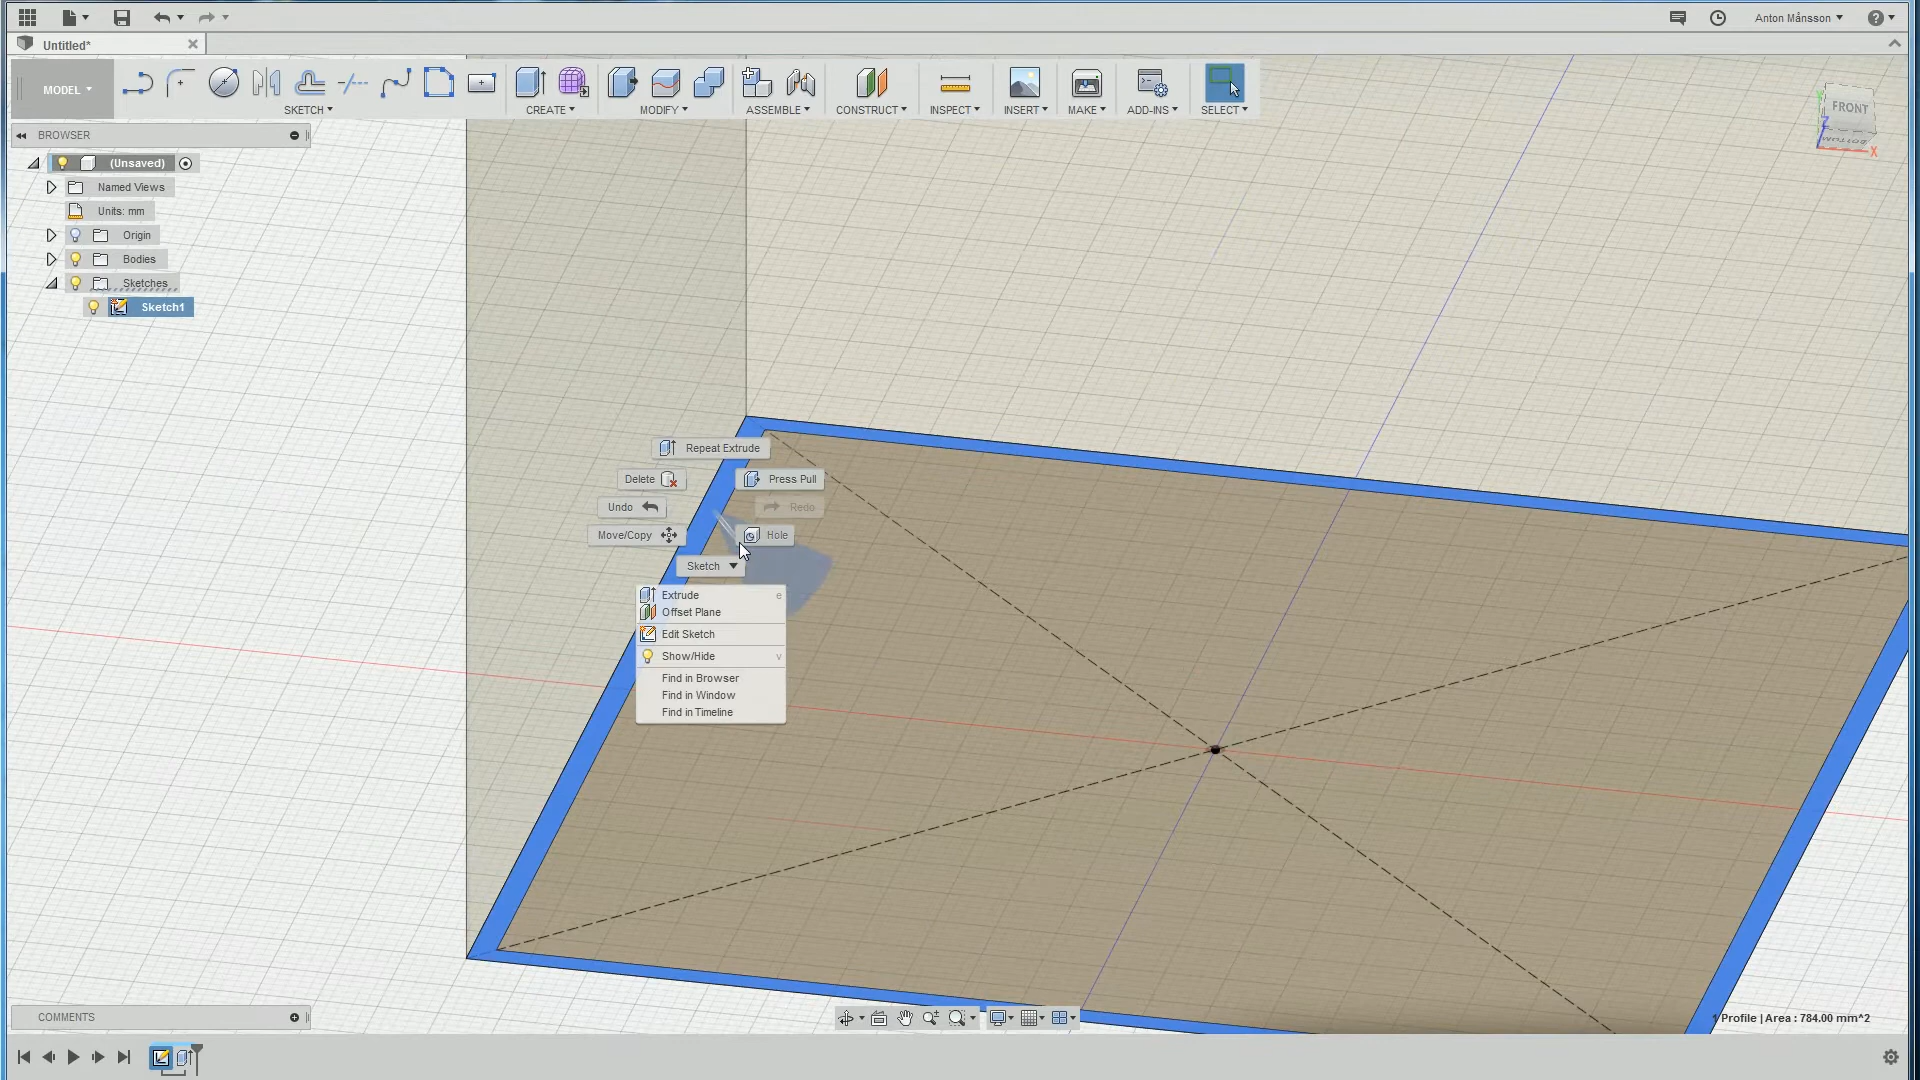 Anton Månsson
Untitled*
MODEL
SKETCH
CREATE
MODIFY
ASSEMBLE
CONSTRUCT
INSPECT
INSERT
MAKE
ADD-INS
SELECT
FRONT
BOTTOM
Y
Z
X
BROWSER
(Unsaved)
Named Views
Units: mm
Origin
Bodies
Sketches
Sketch1
Repeat Extrude
Delete
Press Pull
Undo
Redo
Move/Copy
Hole
Sketch
Extrude e
Offset Plane
Edit Sketch
Show/Hide v
Find in Browser
Find in Window
Find in Timeline
COMMENTS
1 Profile | Area : 784.00 mm^2